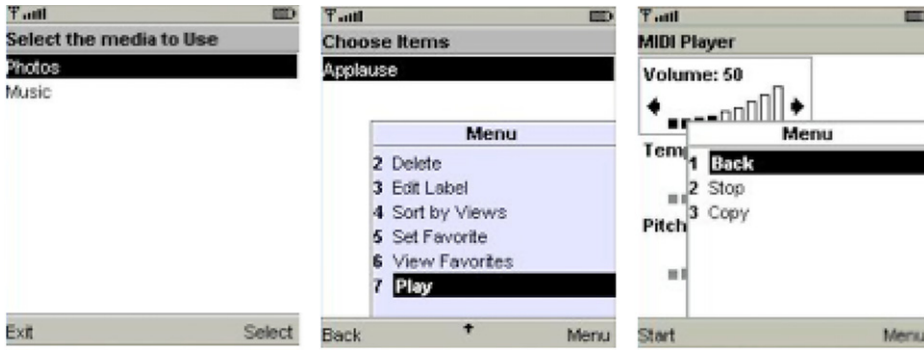 Select the media to Use
Photos
Music
Exit Select
Choose Items
Applause
Menu
2 Delete
3 Edit Label
4 Sort by Views
5 Set Favorite
6 View Favorites
7 Play
Back Menu
MIDI Player
Volume: 50
Menu
Tem
1 Back
2 Stop
3 Copy
Pitch
Start Menu